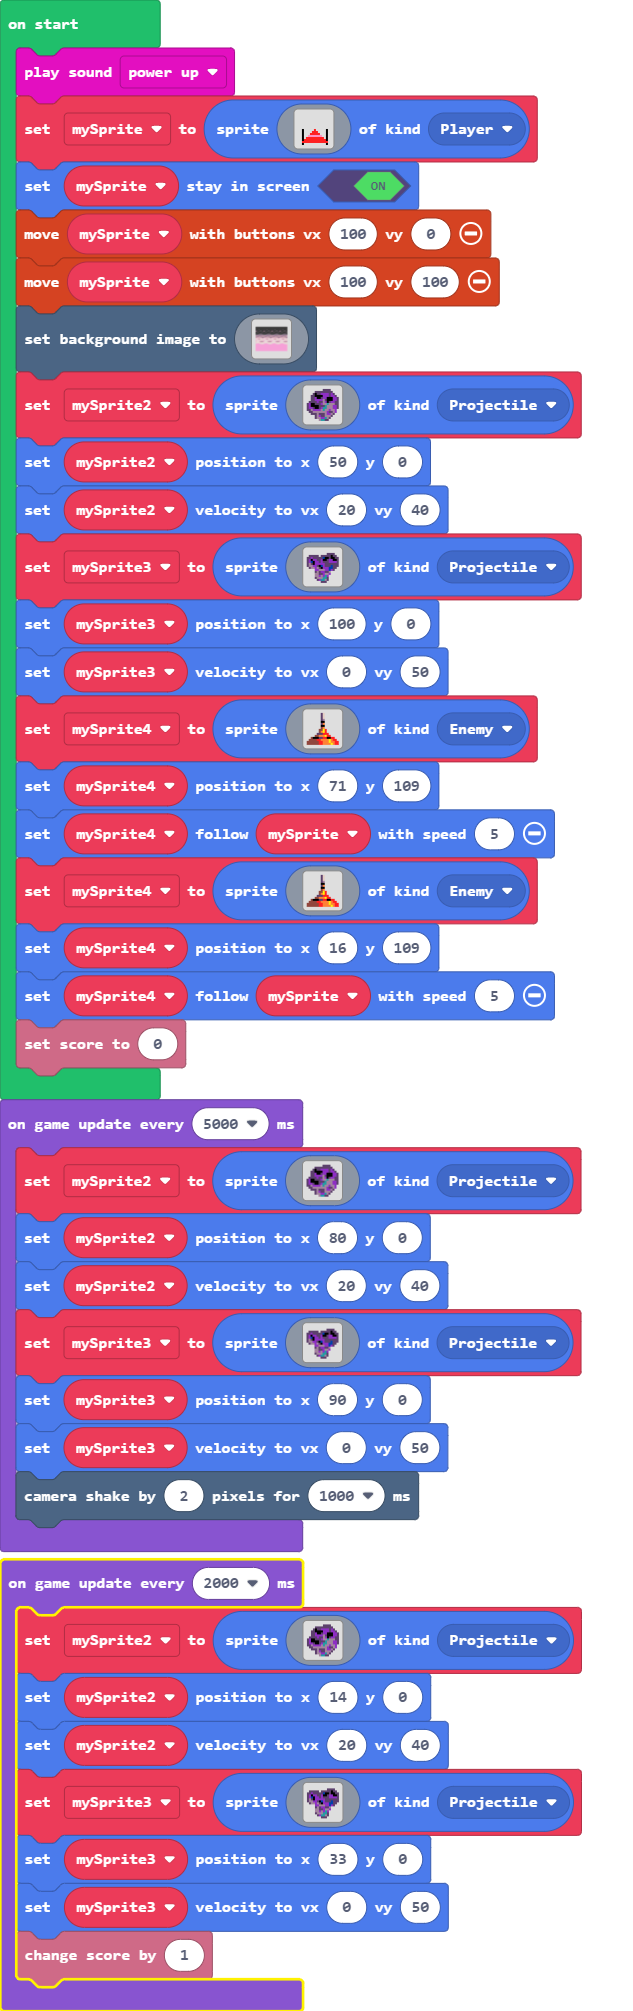 on start
play sound power up
set mySprite to sprite of kind Player
set mySprite stay in screen ON
move mySprite with buttons vx 100 vy 0
move mySprite with buttons vx 100 vy 100
set background image to
set mySprite2 to sprite of kind Projectile
set mySprite2 position to x 50 y 0
set mySprite2 velocity to vx 20 vy 40
set mySprite3 to sprite of kind Projectile
set mySprite3 position to x 100 y 0
set mySprite3 velocity to vx 0 vy 50
set mySprite4 to sprite of kind Enemy
set mySprite4 position to x 71 y 109
set mySprite4 follow mySprite with speed 5
set mySprite4 to sprite of kind Enemy
set mySprite4 position to x 16 y 109
set mySprite4 follow mySprite with speed 5
set score to 0
on game update every 5000 ms
set mySprite2 to sprite of kind Projectile
set mySprite2 position to x 80 y 0
set mySprite2 velocity to vx 20 vy 40
set mySprite3 to sprite of kind Projectile
set mySprite3 position to x 90 y 0
set mySprite3 velocity to vx 0 vy 50
camera shake by 2 pixels for 1000 ms
on game update every 2000 ms
set mySprite2 to sprite of kind Projectile
set mySprite2 position to x 14 y 0
set mySprite2 velocity to vx 20 vy 40
set mySprite3 to sprite of kind Projectile
set mySprite3 position to x 33 y 0
set mySprite3 velocity to vx 0 vy 50
change score by 1